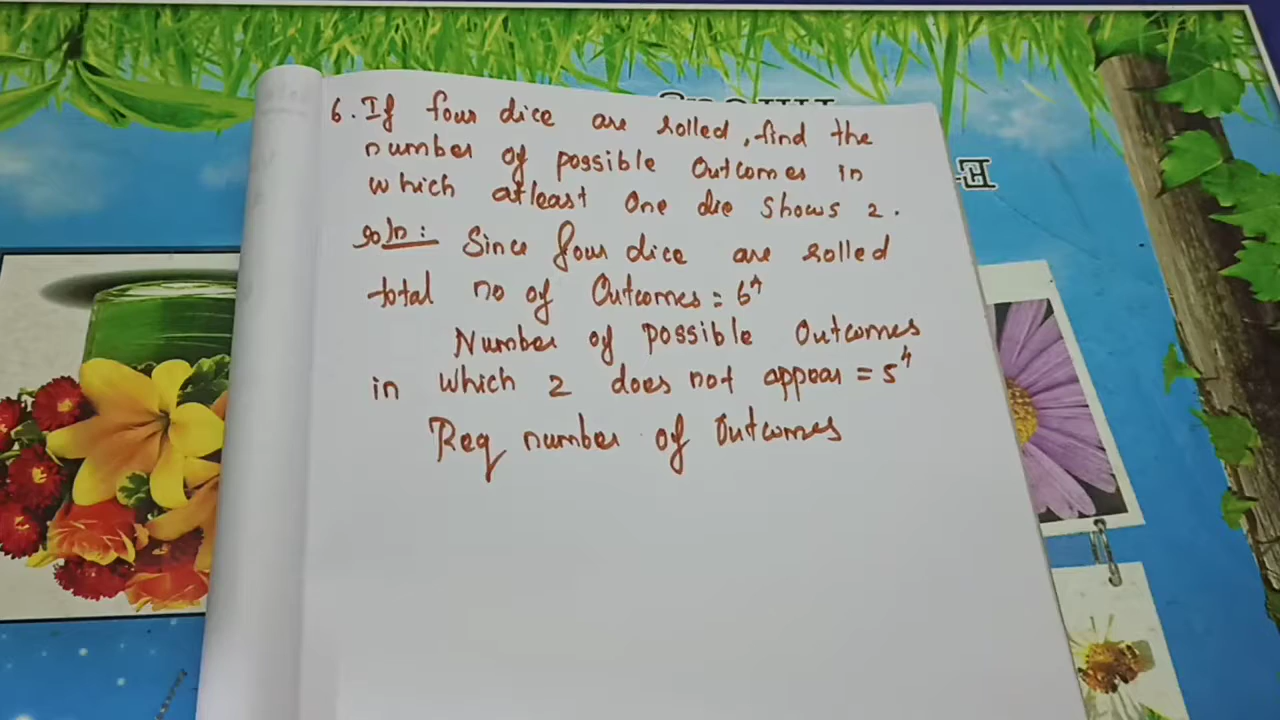 6. If four dice are rolled, find the
number of possible Outcomes in
which atleast One die shows 2.
Soln: Since four dice are rolled
total no of Outcomes = 6⁴
Number of possible Outcomes
in which 2 does not appear = 5⁴
Req number of Outcomes